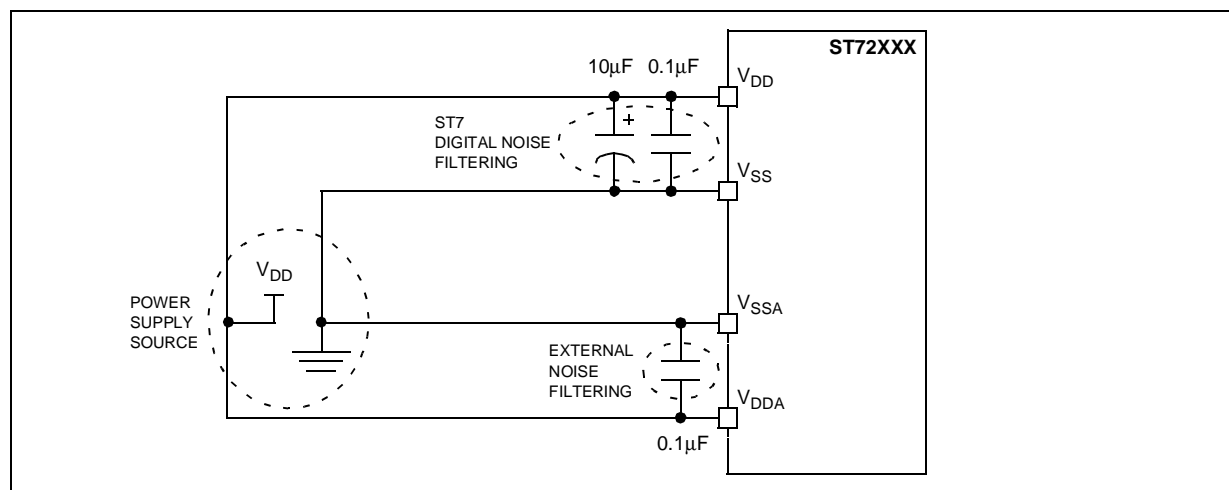 ST72XXX
10μF 0.1μF
VDD
ST7
DIGITAL NOISE
FILTERING
+
VSS
VDD
POWER
SUPPLY
SOURCE
VSSA
EXTERNAL
NOISE
FILTERING
VDDA
0.1μF